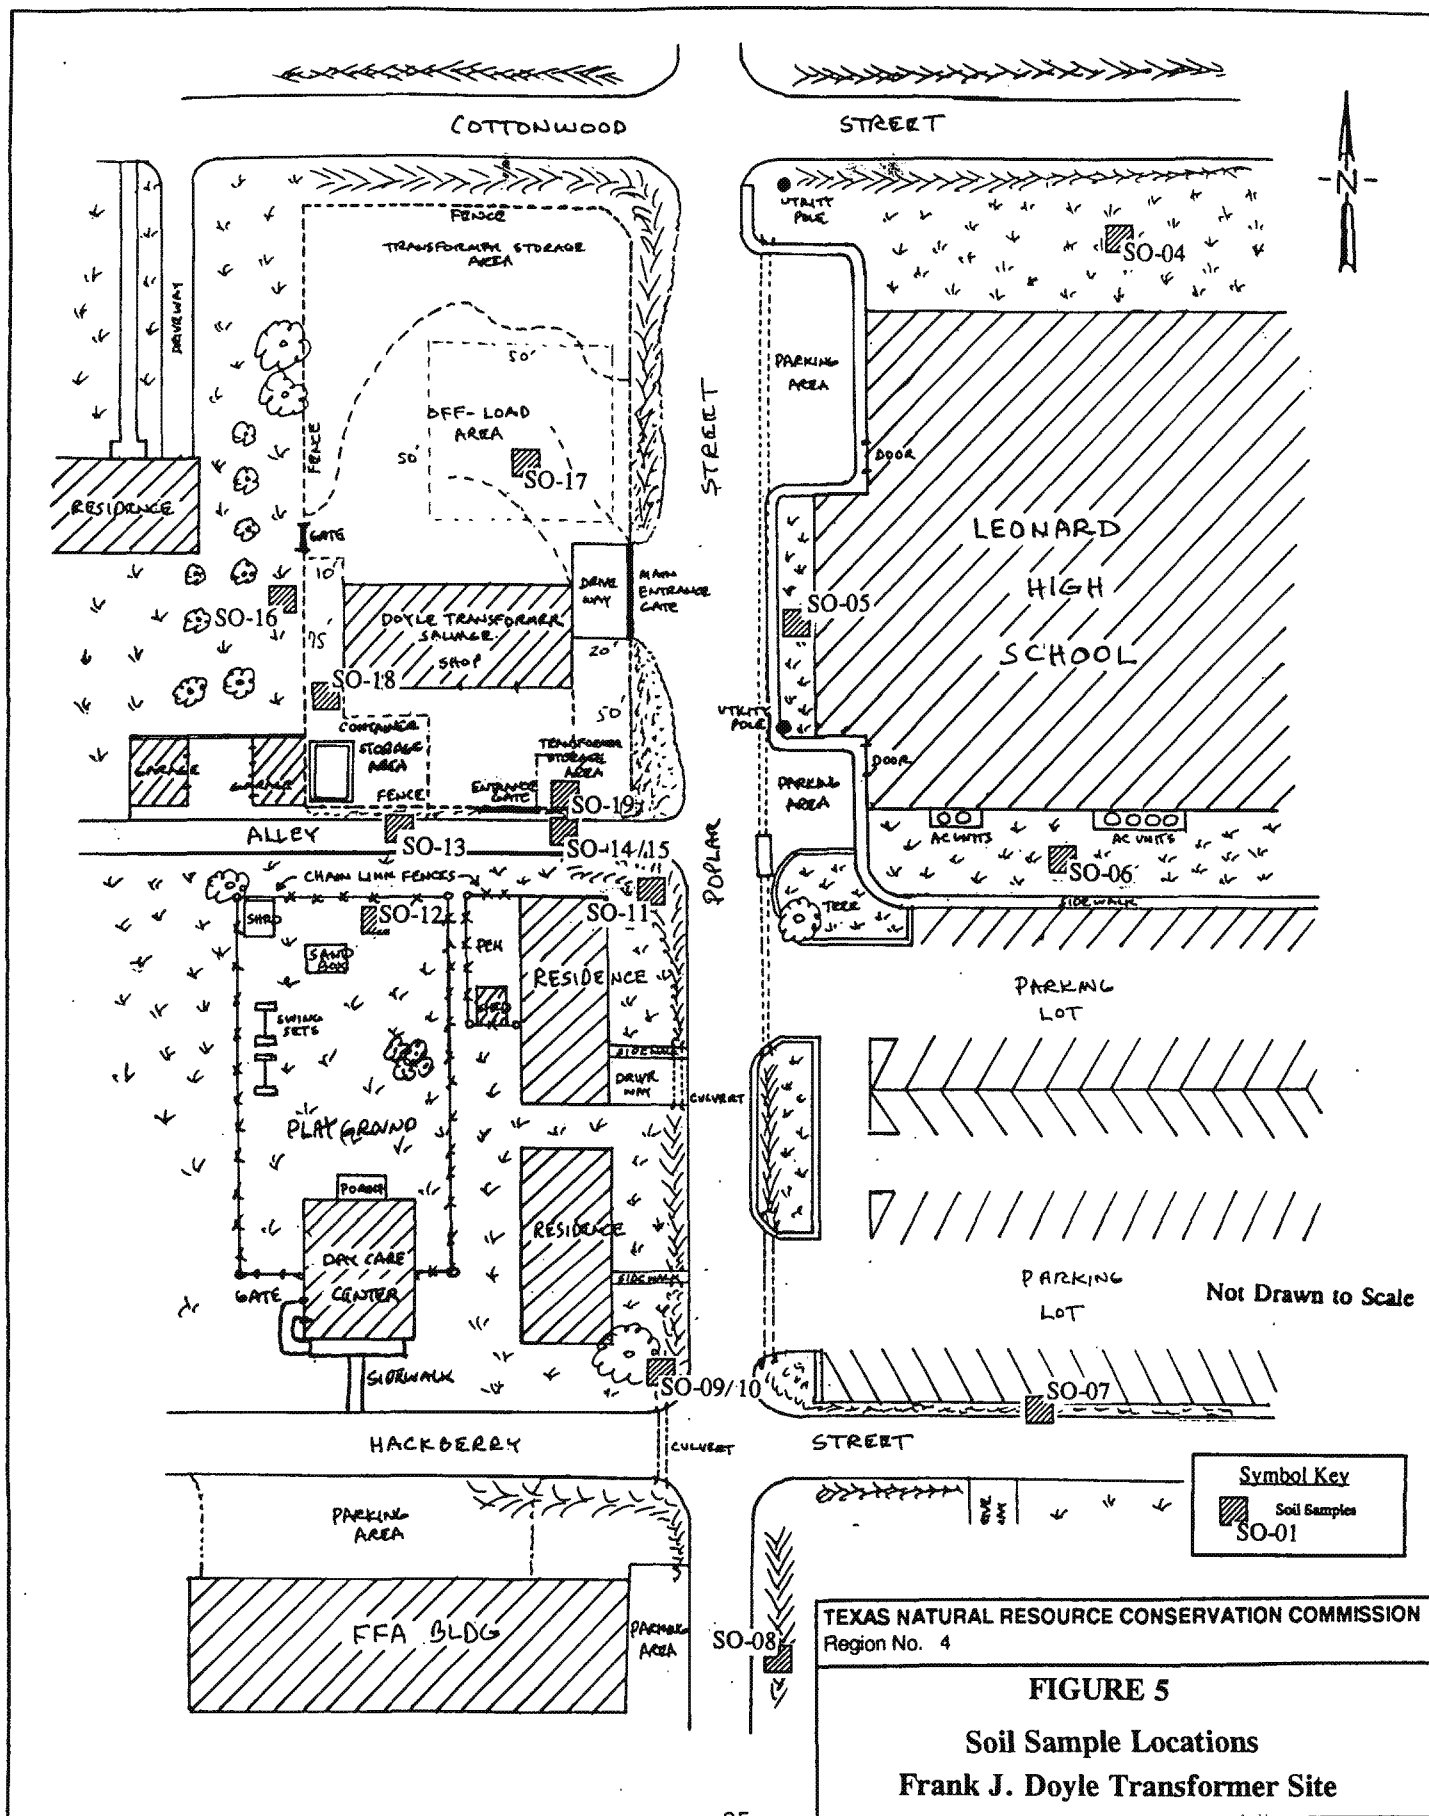 COTTONWOOD STREET
N
UTILITY
POLE
SO-04
FENCE
TRANSFORMER STORAGE
AREA
DRIVEWAY
PARKING
AREA
50'
OFF-LOAD
AREA
50'
SO-17
FENCE
STREET
DOOR
RESIDENCE
GATE
LEONARD
HIGH
SCHOOL
10'
DRIVE
WAY
MAIN
ENTRANCE
GATE
SO-16
75'
DOYLE TRANSFORMER
SALVAGE
SHOP
20'
SO-05
SO-18
50'
UTILITY
POLE
CONTAINER
STORAGE
AREA
TRANSFORMER
STORAGE
AREA
DOOR
GARAGE
GARAGE
FENCE
ENTRANCE
GATE
SO-19
PARKING
AREA
ALLEY
SO-13
SO-14/15
AC UNITS
AC UNITS
SO-06
POPLAR
CHAIN LINK FENCES
SHED
SO-12
SO-11
TREE
SIDEWALK
SAND
BOX
PEN
RESIDENCE
SHED
SWING
SETS
PARKING
LOT
SIDEWALK
DRIVE
WAY
CULVERT
PLAYGROUND
PORCH
RESIDENCE
DAY CARE
CENTER
GATE
SIDEWALK
PARKING
LOT
Not Drawn to Scale
SIDEWALK
SO-09/10
SO-07
HACKBERRY STREET
CULVERT
Symbol Key
Soil Samples
SO-01
PARKING
AREA
FFA BLDG
PARKING
AREA
SO-08
TEXAS NATURAL RESOURCE CONSERVATION COMMISSION
Region No. 4
FIGURE 5
Soil Sample Locations
Frank J. Doyle Transformer Site